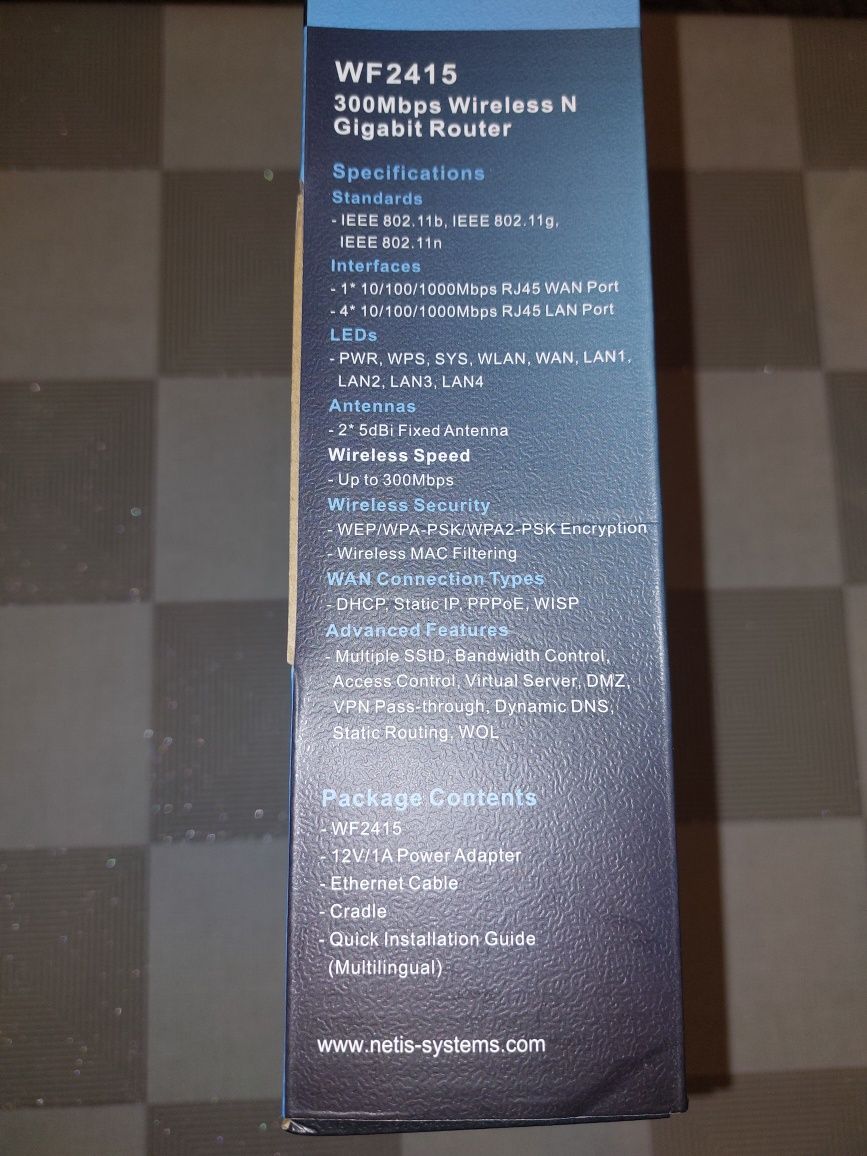 WF2415
300Mbps Wireless N
Gigabit Router
Specifications
Standards
- IEEE 802.11b, IEEE 802.11g,
IEEE 802.11n
Interfaces
- 1* 10/100/1000Mbps RJ45 WAN Port
- 4* 10/100/1000Mbps RJ45 LAN Port
LEDs
- PWR, WPS, SYS, WLAN, WAN, LAN1,
LAN2, LAN3, LAN4
Antennas
- 2* 5dBi Fixed Antenna
Wireless Speed
- Up to 300Mbps
Wireless Security
- WEP/WPA-PSK/WPA2-PSK Encryption
- Wireless MAC Filtering
WAN Connection Types
- DHCP, Static IP, PPPoE, WISP
Advanced Features
- Multiple SSID, Bandwidth Control,
Access Control, Virtual Server, DMZ,
VPN Pass-through, Dynamic DNS,
Static Routing, WOL
Package Contents
- WF2415
- 12V/1A Power Adapter
- Ethernet Cable
- Cradle
- Quick Installation Guide
(Multilingual)
www.netis-systems.com